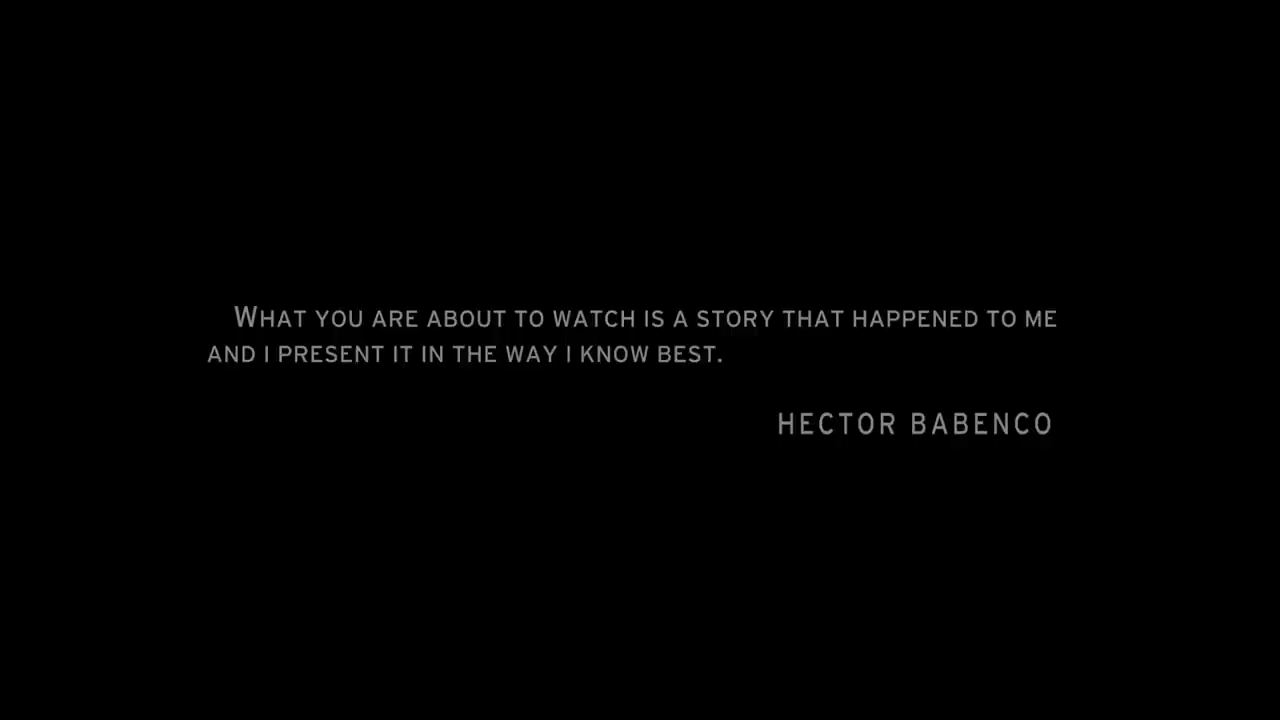 What you are about to watch is a story that happened to me
and I present it in the way I know best.
HECTOR BABENCO